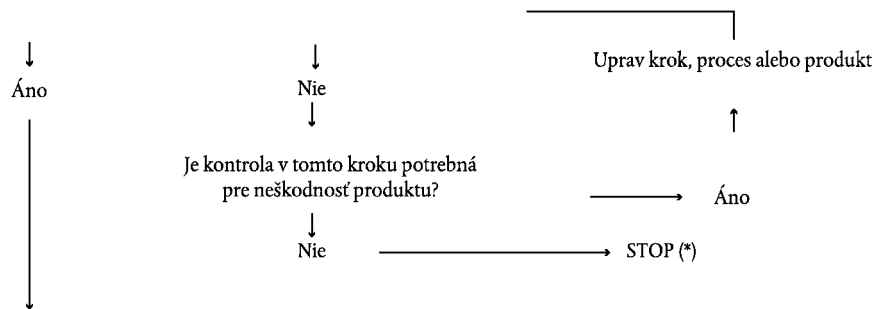 Uprav krok, proces alebo produkt
Áno
Nie
Je kontrola v tomto kroku potrebná
pre neškodnosť produktu?
Áno
Nie
STOP (*)